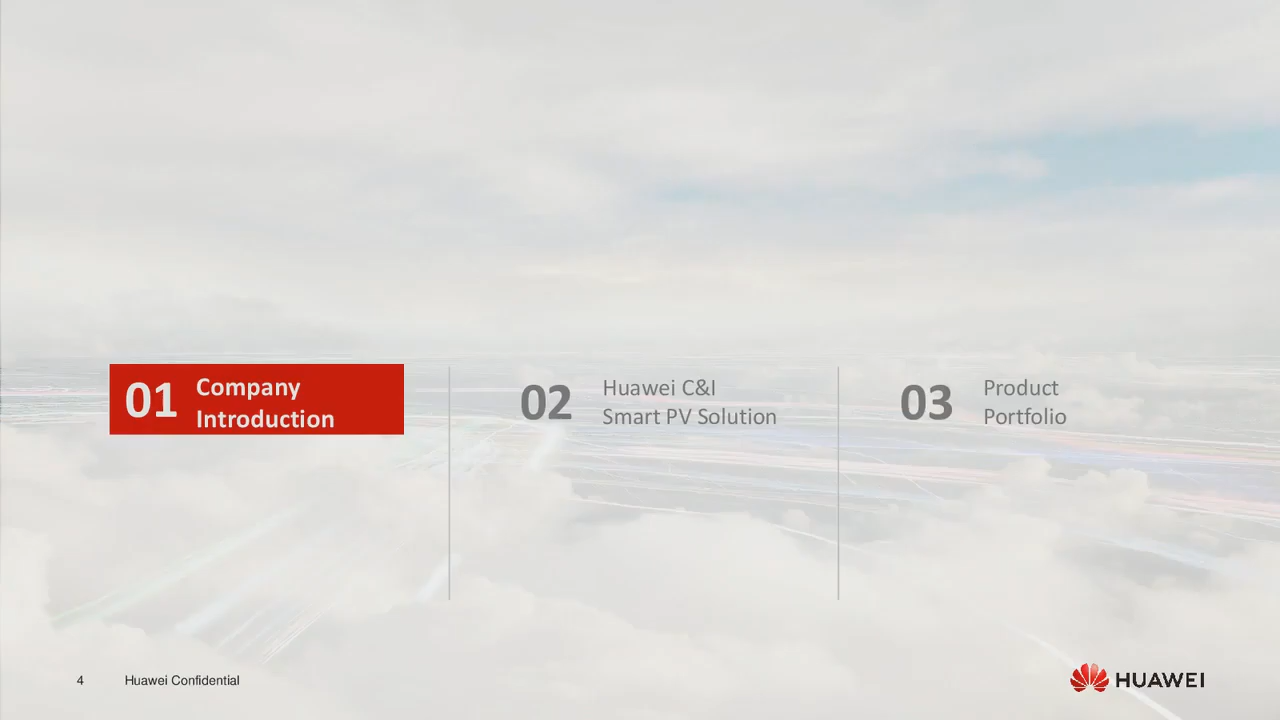 01
Company
Introduction
02
Huawei C&I
Smart PV Solution
03
Product
Portfolio
4
Huawei Confidential
HUAWEI